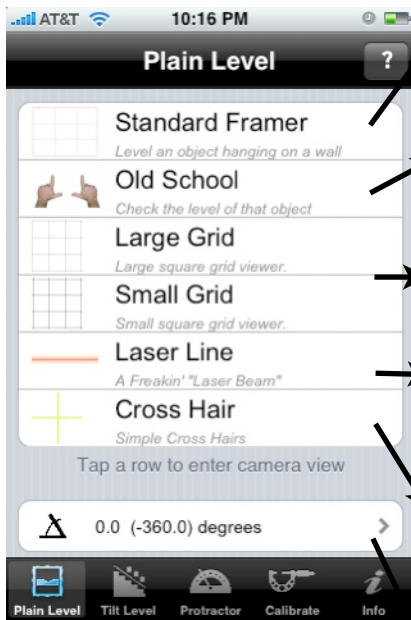 AT&T 10:16 PM
Plain Level ?
Standard Framer
Level an object hanging on a wall
Old School
Check the level of that object
Large Grid
Large square grid viewer.
Small Grid
Small square grid viewer.
Laser Line
A Freakin' "Laser Beam"
Cross Hair
Simple Cross Hairs
Tap a row to enter camera view
0.0 (-360.0) degrees
Plain Level Tilt Level Protractor Calibrate Info